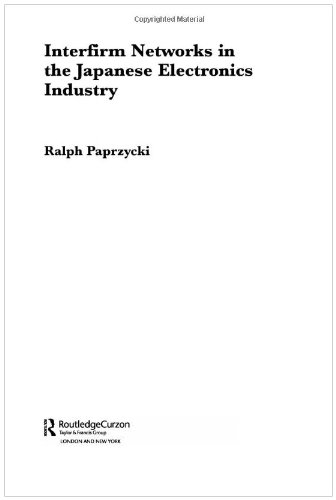 Copyrighted Material
Interfirm Networks in
the Japanese Electronics
Industry
Ralph Paprzycki
R
RoutledgeCurzon
Taylor & Francis Group
LONDON AND NEW YORK